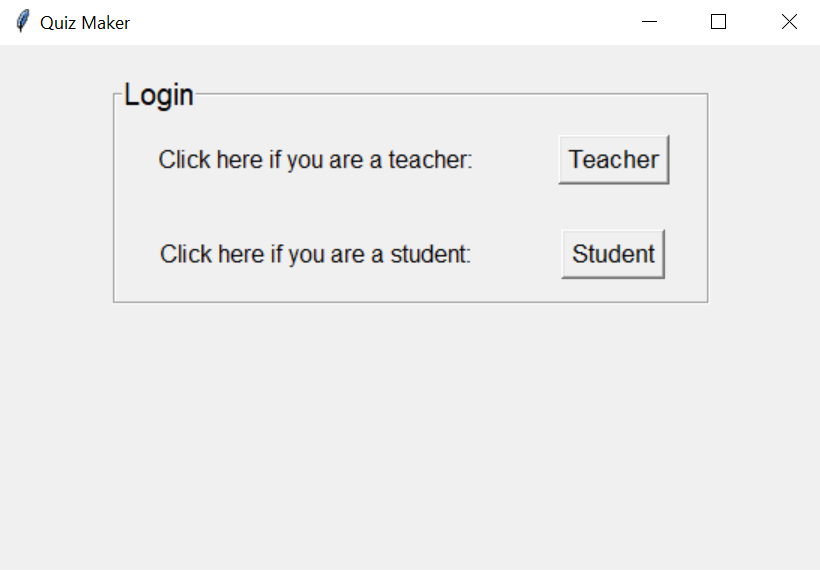 Quiz Maker
Login
Click here if you are a teacher: Teacher
Click here if you are a student: Student